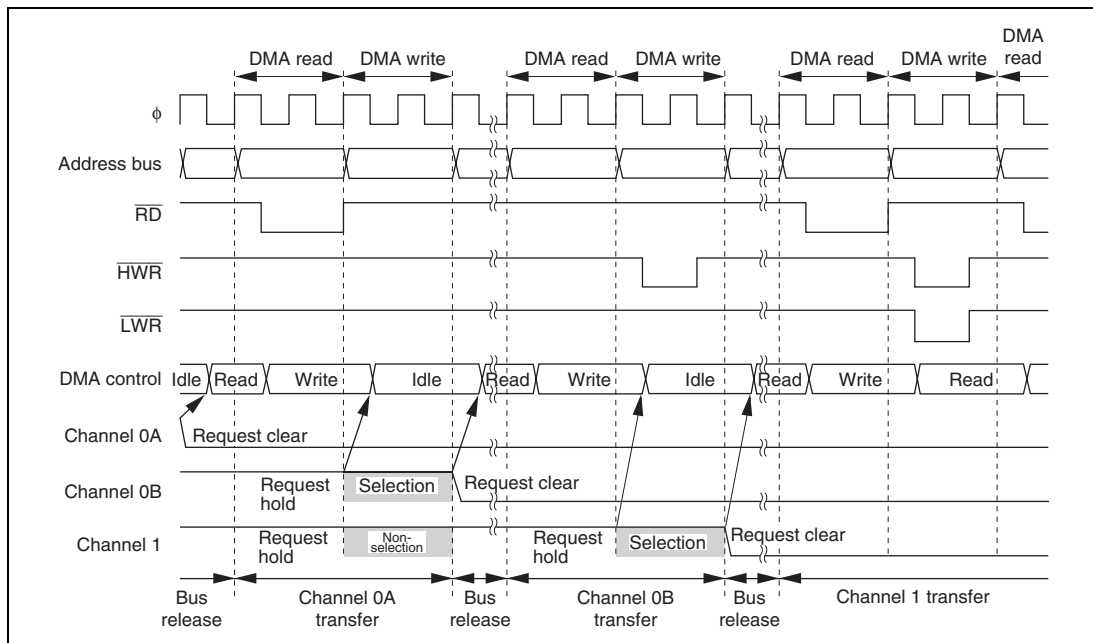 DMA read DMA write DMA read DMA write DMA read DMA write DMA read
φ
Address bus
RD
HWR
LWR
DMA control Idle Read Write Idle Read Write Idle Read Write Read
Channel 0A Request clear
Channel 0B Request hold Selection Request clear
Channel 1 Request hold Non-selection Request hold Selection Request clear
Bus release Channel 0A transfer Bus release Channel 0B transfer Bus release Channel 1 transfer